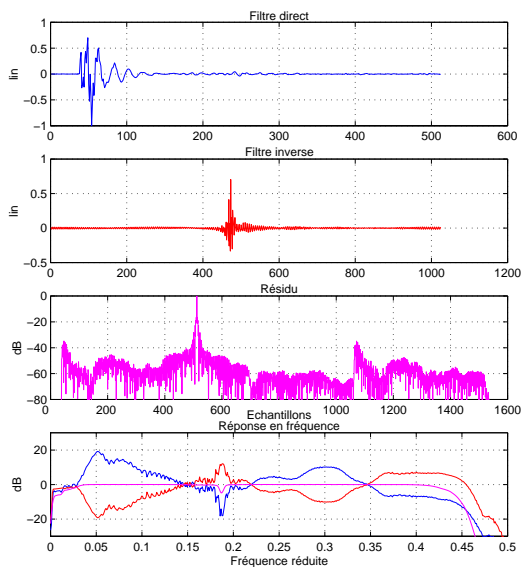 Filtre direct
1
0.5
0
−0.5
−1
lin
0 100 200 300 400 500 600
Filtre inverse
1
0.5
0
−0.5
lin
0 200 400 600 800 1000 1200
Résidu
0
−20
−40
−60
−80
dB
0 200 400 600 800 1000 1200 1400 1600
Echantillons
Réponse en fréquence
20
0
−20
dB
0 0.05 0.1 0.15 0.2 0.25 0.3 0.35 0.4 0.45 0.5
Fréquence réduite